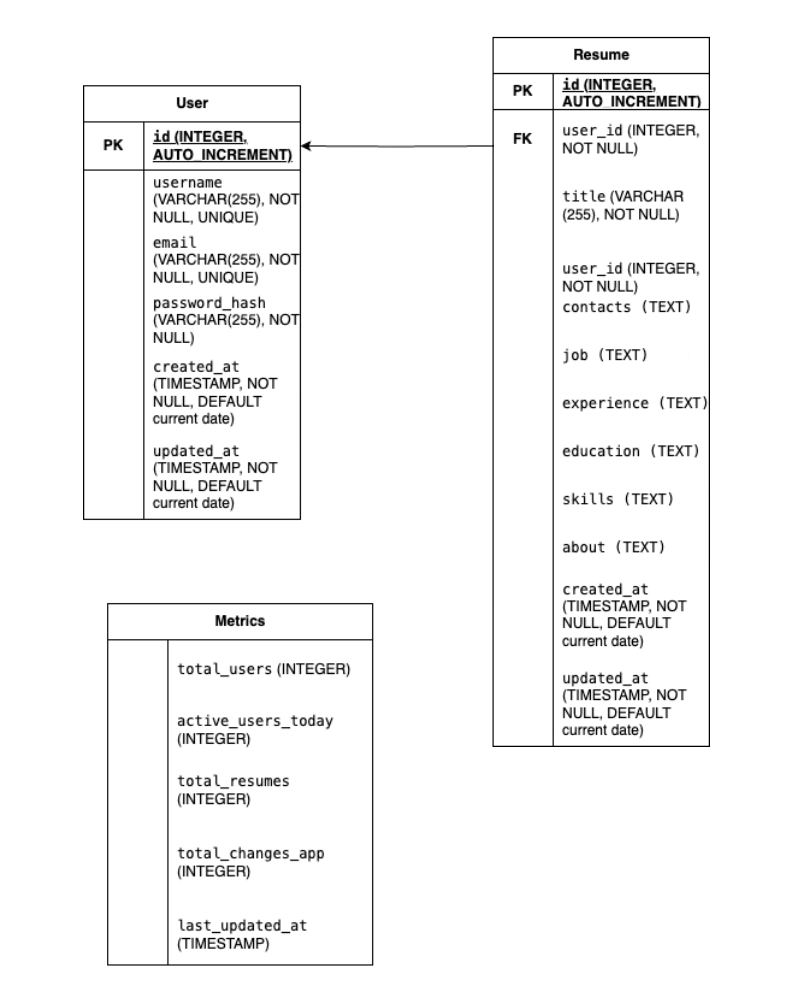 User
PK
id (INTEGER,
AUTO_INCREMENT)
username
(VARCHAR(255), NOT
NULL, UNIQUE)
email
(VARCHAR(255), NOT
NULL, UNIQUE)
password_hash
(VARCHAR(255), NOT
NULL)
created_at
(TIMESTAMP, NOT
NULL, DEFAULT
current date)
updated_at
(TIMESTAMP, NOT
NULL, DEFAULT
current date)
Resume
PK
id (INTEGER,
AUTO_INCREMENT)
FK
user_id (INTEGER,
NOT NULL)
title (VARCHAR
(255), NOT NULL)
user_id (INTEGER,
NOT NULL)
contacts (TEXT)
job (TEXT)
experience (TEXT)
education (TEXT)
skills (TEXT)
about (TEXT)
created_at
(TIMESTAMP, NOT
NULL, DEFAULT
current date)
updated_at
(TIMESTAMP, NOT
NULL, DEFAULT
current date)
Metrics
total_users (INTEGER)
active_users_today
(INTEGER)
total_resumes
(INTEGER)
total_changes_app
(INTEGER)
last_updated_at
(TIMESTAMP)